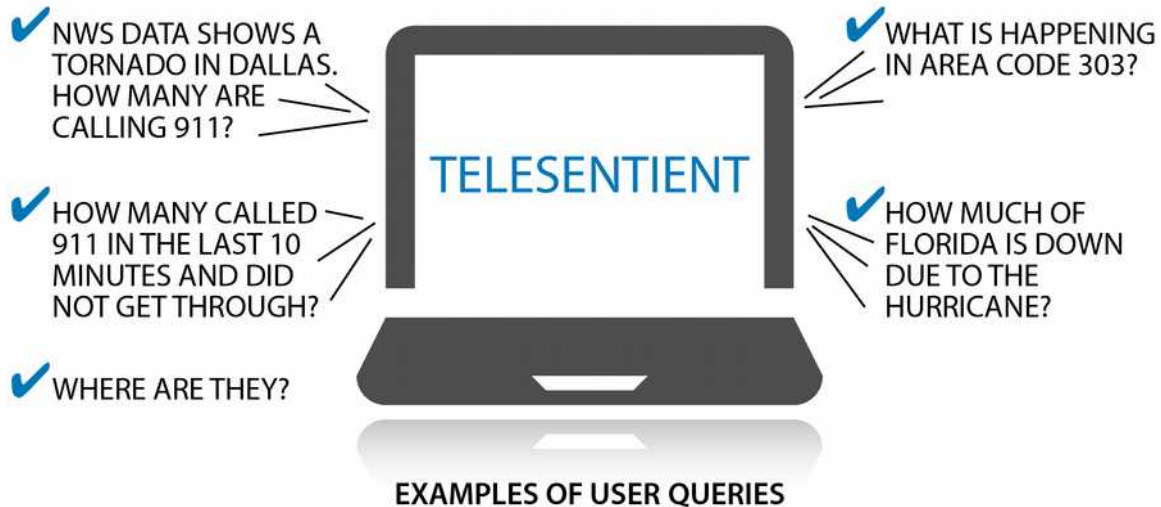 NWS DATA SHOWS A
TORNADO IN DALLAS.
HOW MANY ARE
CALLING 911?
HOW MANY CALLED
911 IN THE LAST 10
MINUTES AND DID
NOT GET THROUGH?
WHERE ARE THEY?
TELESENTIENT
WHAT IS HAPPENING
IN AREA CODE 303?
HOW MUCH OF
FLORIDA IS DOWN
DUE TO THE
HURRICANE?
EXAMPLES OF USER QUERIES